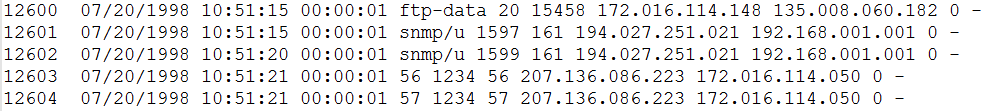 12600 07/20/1998 10:51:15 00:00:01 ftp-data 20 15458 172.016.114.148 135.008.060.182 0 -
12601 07/20/1998 10:51:15 00:00:01 snmp/u 1597 161 194.027.251.021 192.168.001.001 0 -
12602 07/20/1998 10:51:20 00:00:01 snmp/u 1599 161 194.027.251.021 192.168.001.001 0 -
12603 07/20/1998 10:51:21 00:00:01 56 1234 56 207.136.086.223 172.016.114.050 0 -
12604 07/20/1998 10:51:21 00:00:01 57 1234 57 207.136.086.223 172.016.114.050 0 -